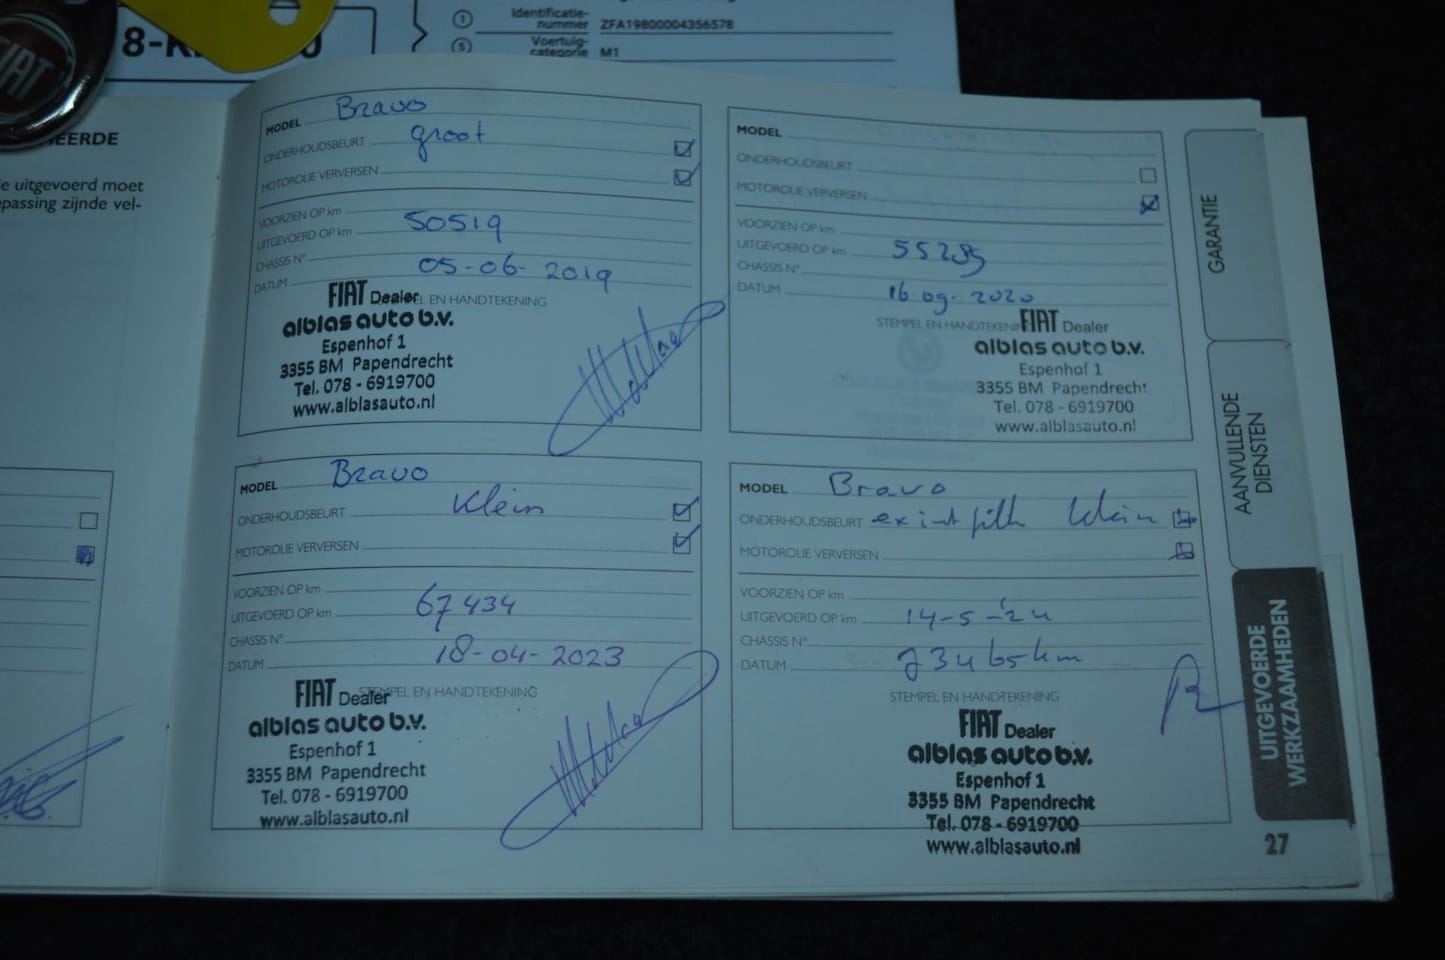 8-K
Identificatie-
nummer ZFA19800004356578
Voertuig-
categorie M1
1
5
FIAT
EERDE
e uitgevoerd moet
passing zijnde vel-
MODEL Bravo
ONDERHOUDSBEURT groot
MOTOROLIE VERVERSEN
VOORZIEN OP km
UITGEVOERD OP km 50519
CHASSIS N°
DATUM 05-06-2019
STEMPEL EN HANDTEKENING
FIAT Dealer
alblas auto b.v.
Espenhof 1
3355 BM Papendrecht
Tel. 078 - 6919700
www.alblasauto.nl
MODEL
ONDERHOUDSBEURT
MOTOROLIE VERVERSEN
VOORZIEN OP km
UITGEVOERD OP km
CHASSIS N°
DATUM 16 09. 2020
STEMPEL EN HANDTEKENIN
FIAT Dealer
alblas auto b.v.
Espenhof 1
3355 BM Papendrecht
Tel. 078 - 6919700
www.alblasauto.nl
MODEL Bravo
ONDERHOUDSBEURT Klein
MOTOROLIE VERVERSEN
VOORZIEN OP km
UITGEVOERD OP km 67434
CHASSIS N°
DATUM 18-04-2023
STEMPEL EN HANDTEKENING
FIAT Dealer
alblas auto b.v.
Espenhof 1
3355 BM Papendrecht
Tel. 078 - 6919700
www.alblasauto.nl
MODEL Bravo
ONDERHOUDSBEURT ex int filt klein
MOTOROLIE VERVERSEN
VOORZIEN OP km
UITGEVOERD OP km 14-5-'24
CHASSIS N°
DATUM 73465km
STEMPEL EN HANDTEKENING
FIAT Dealer
alblas auto b.v.
Espenhof 1
3355 BM Papendrecht
Tel. 078 - 6919700
www.alblasauto.nl
GARANTIE
AANVULLENDE
DIENSTEN
UITGEVOERDE
WERKZAAMHEDEN
27